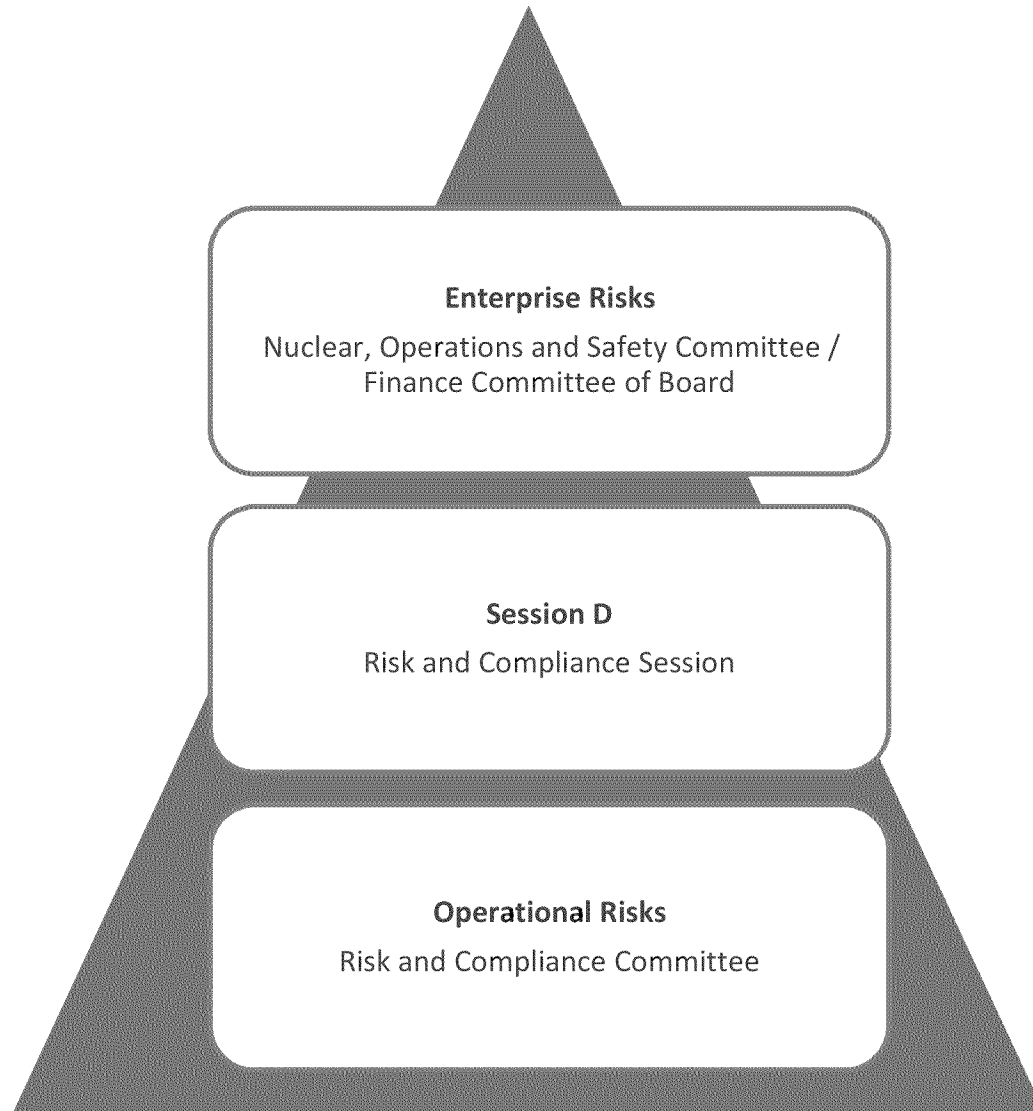 Enterprise Risks
Nuclear, Operations and Safety Committee /
Finance Committee of Board
Session D
Risk and Compliance Session
Operational Risks
Risk and Compliance Committee